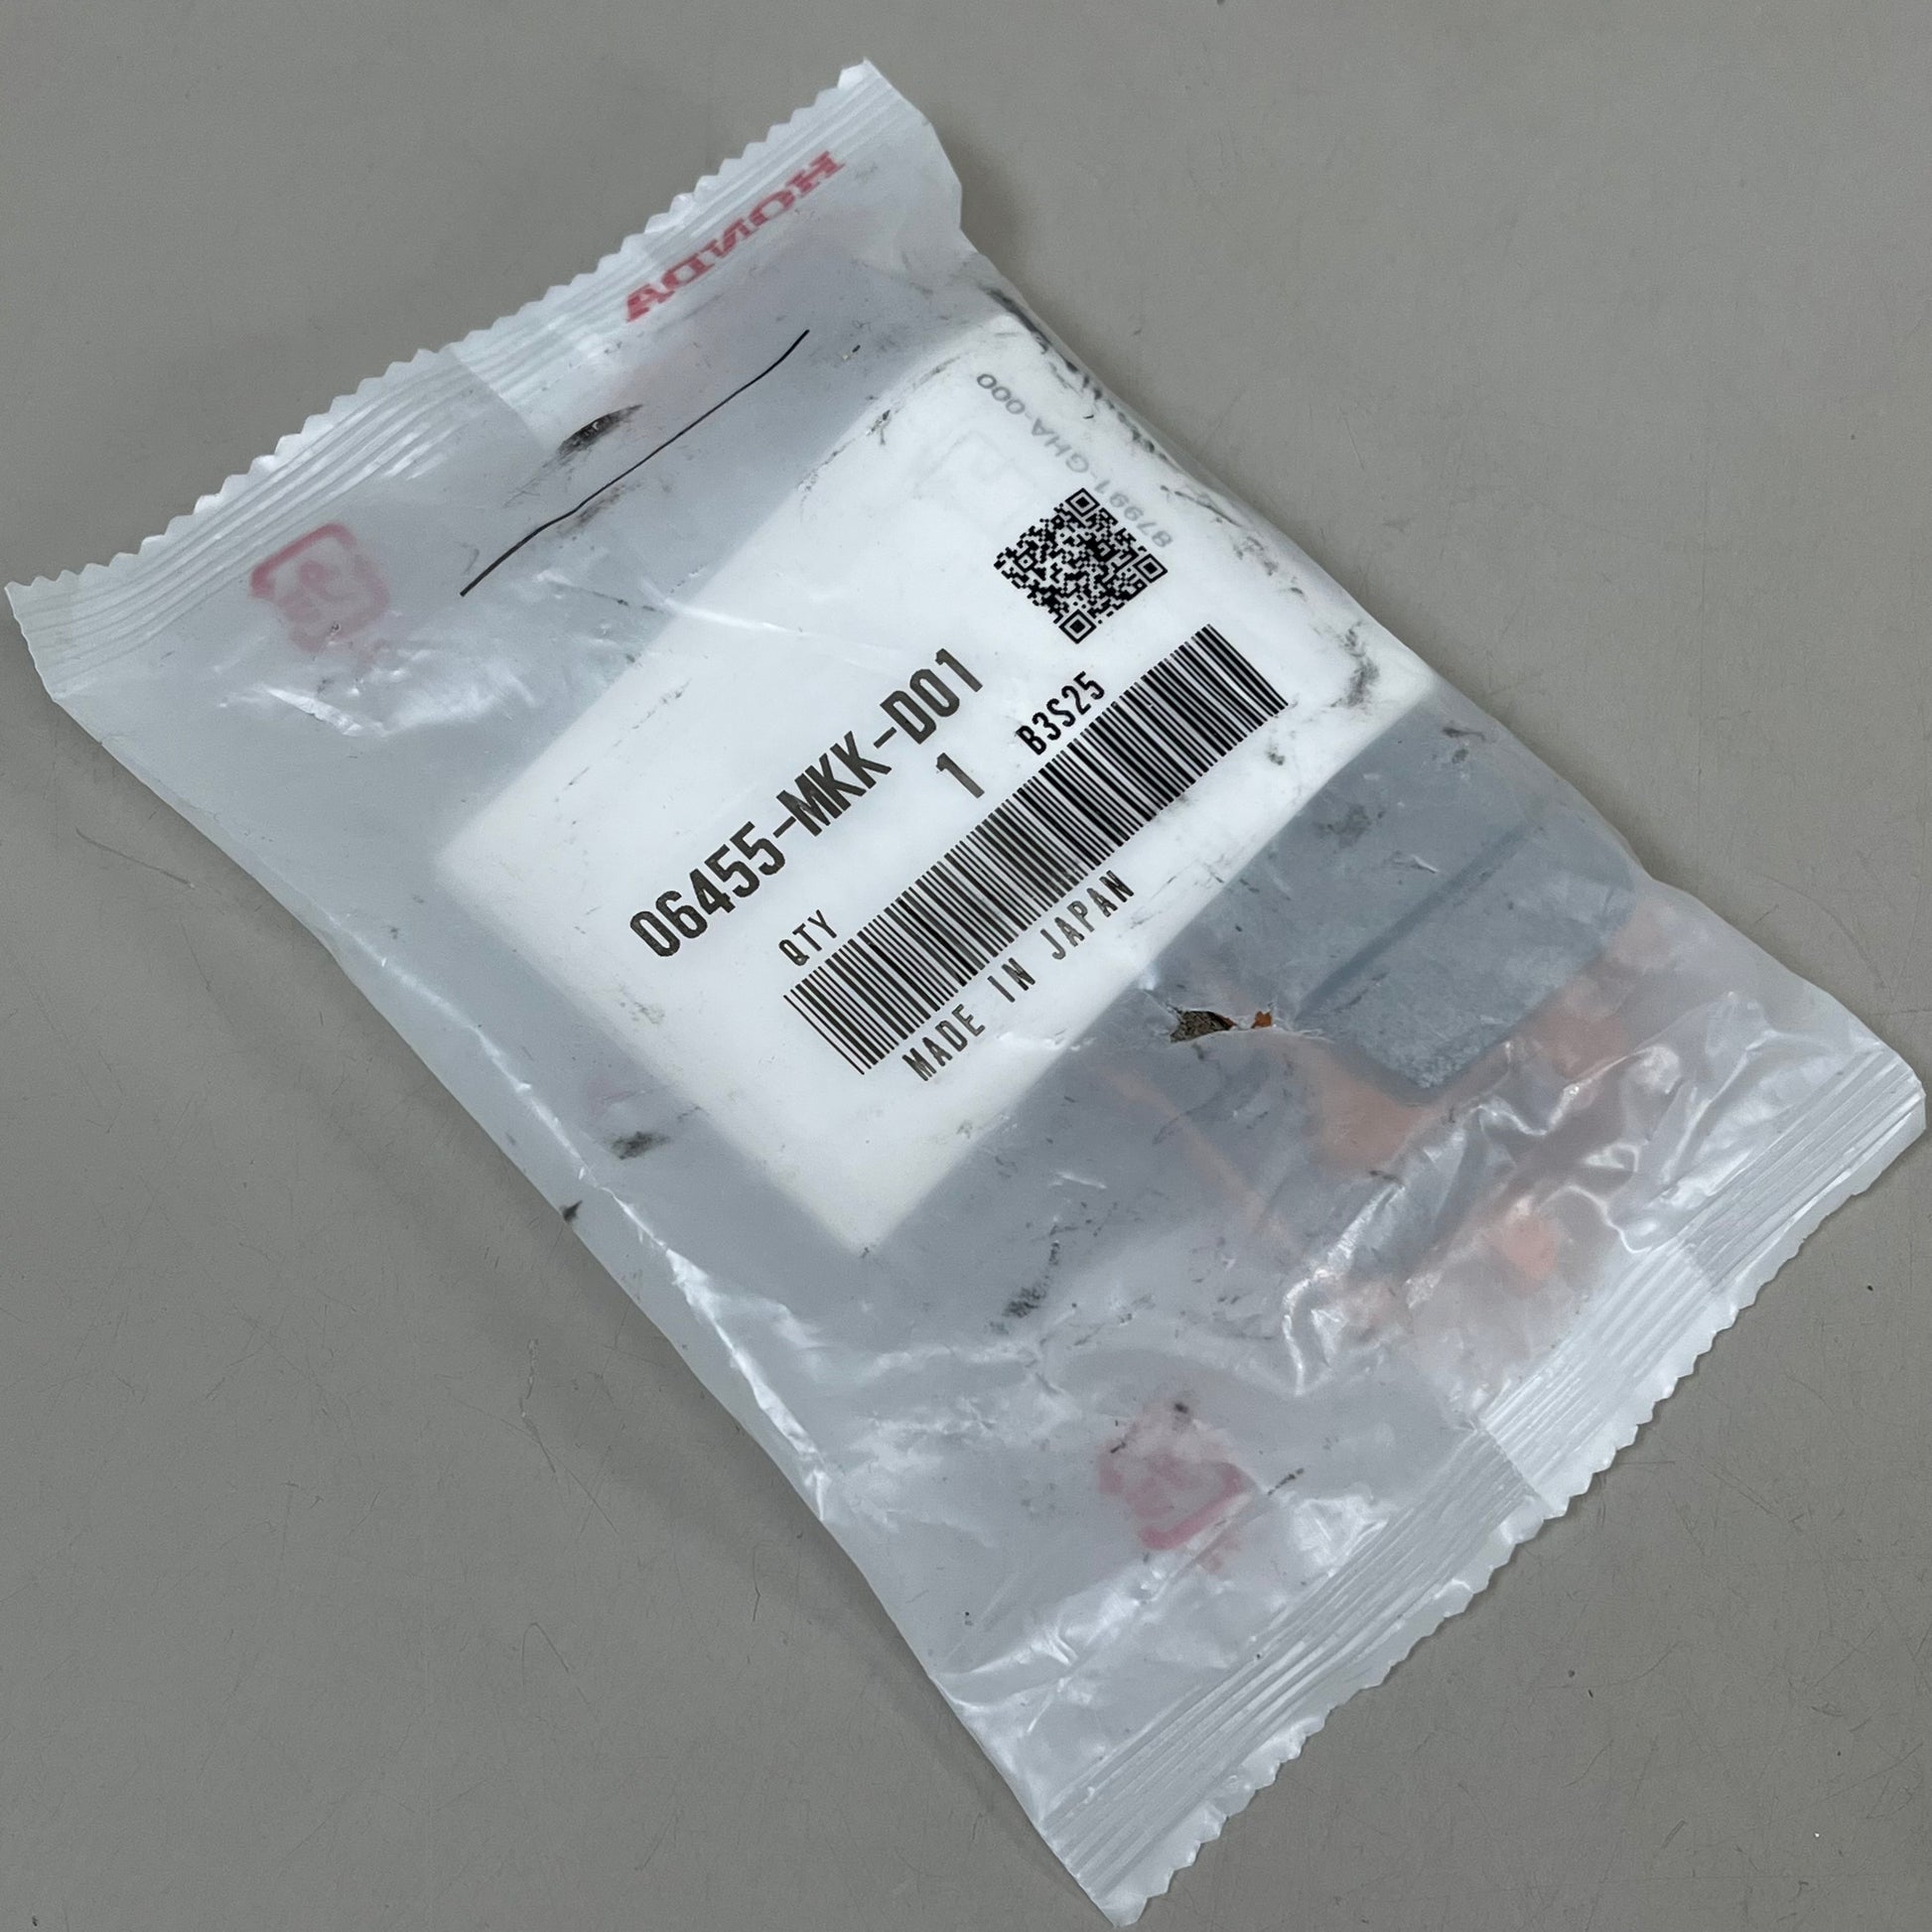 HONDA
87991-GHA-000
06455-MKK-D01
QTY 1 B3S25
MADE IN JAPAN